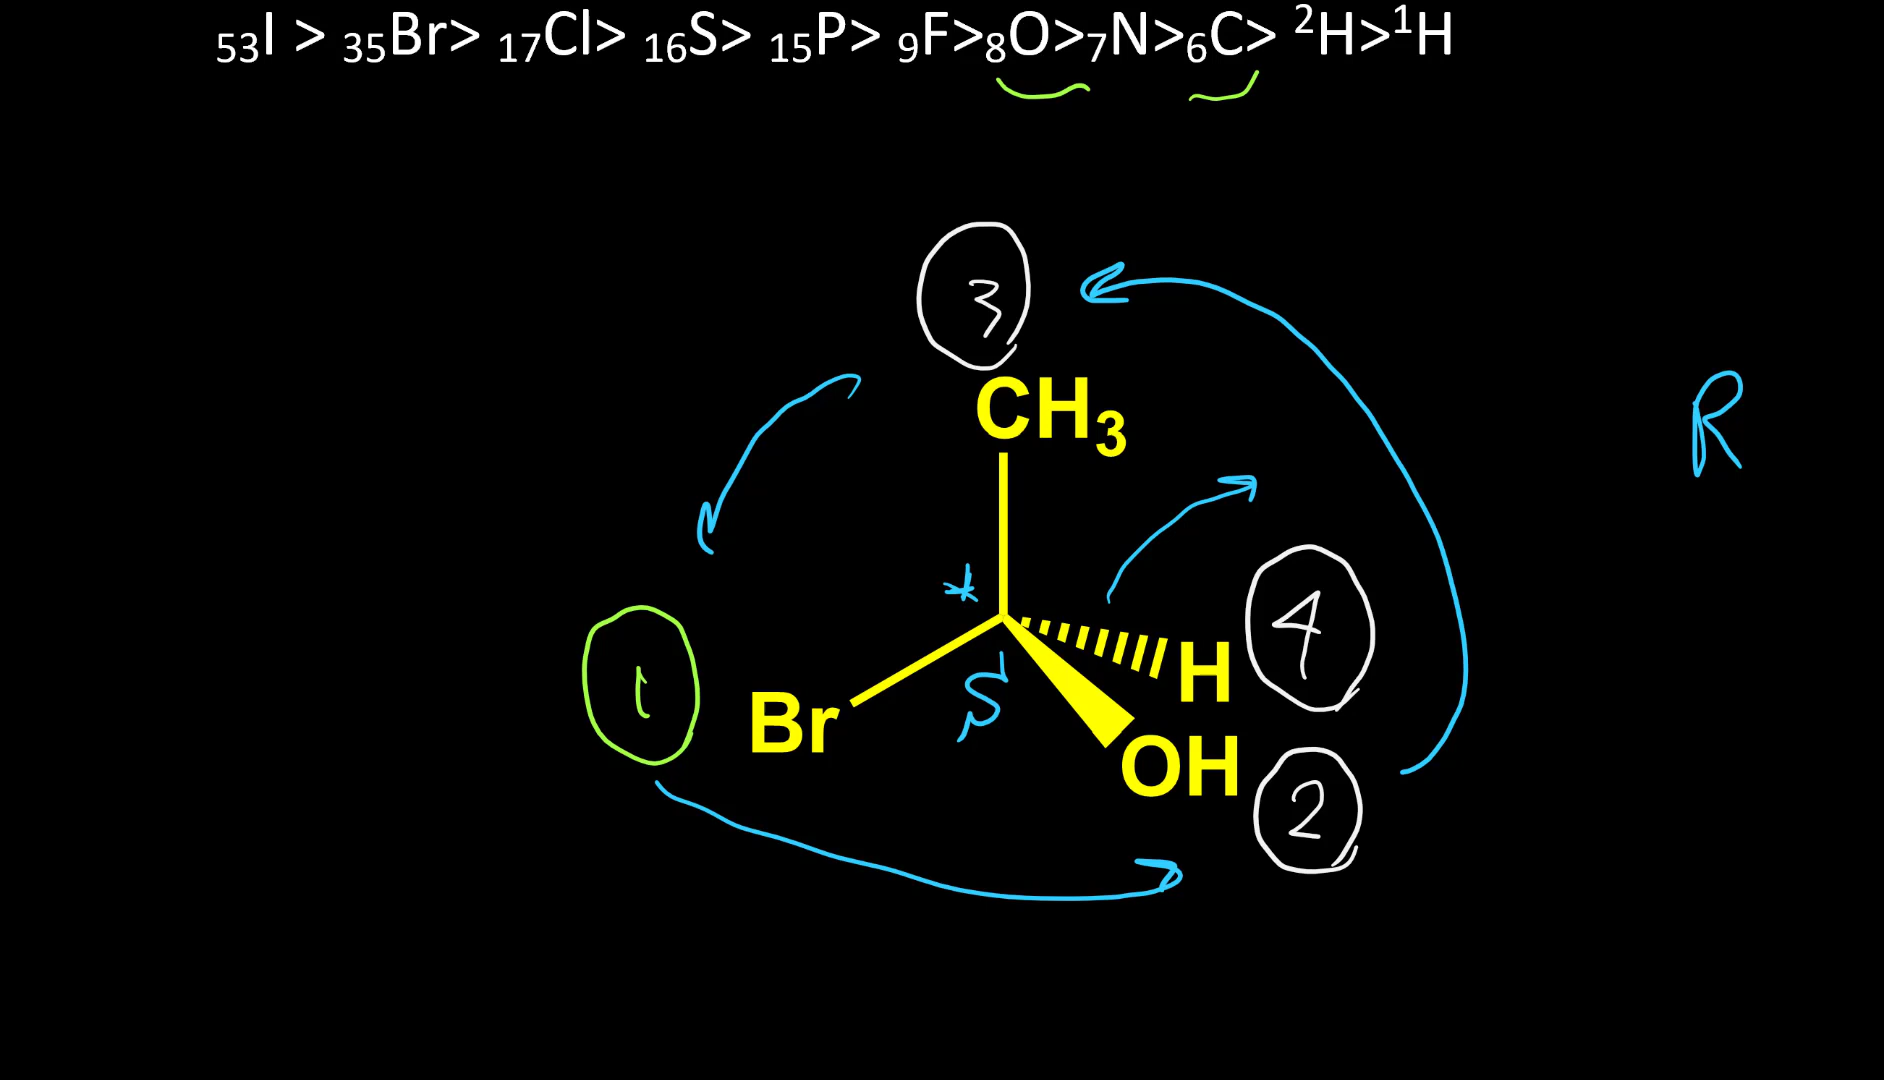 ₅₃I > ₃₅Br> ₁₇Cl> ₁₆S> ₁₅P> ₉F>₈O>₇N>₆C> ²H>¹H
3
CH₃
R
*
4
1
H
S
Br
OH
2